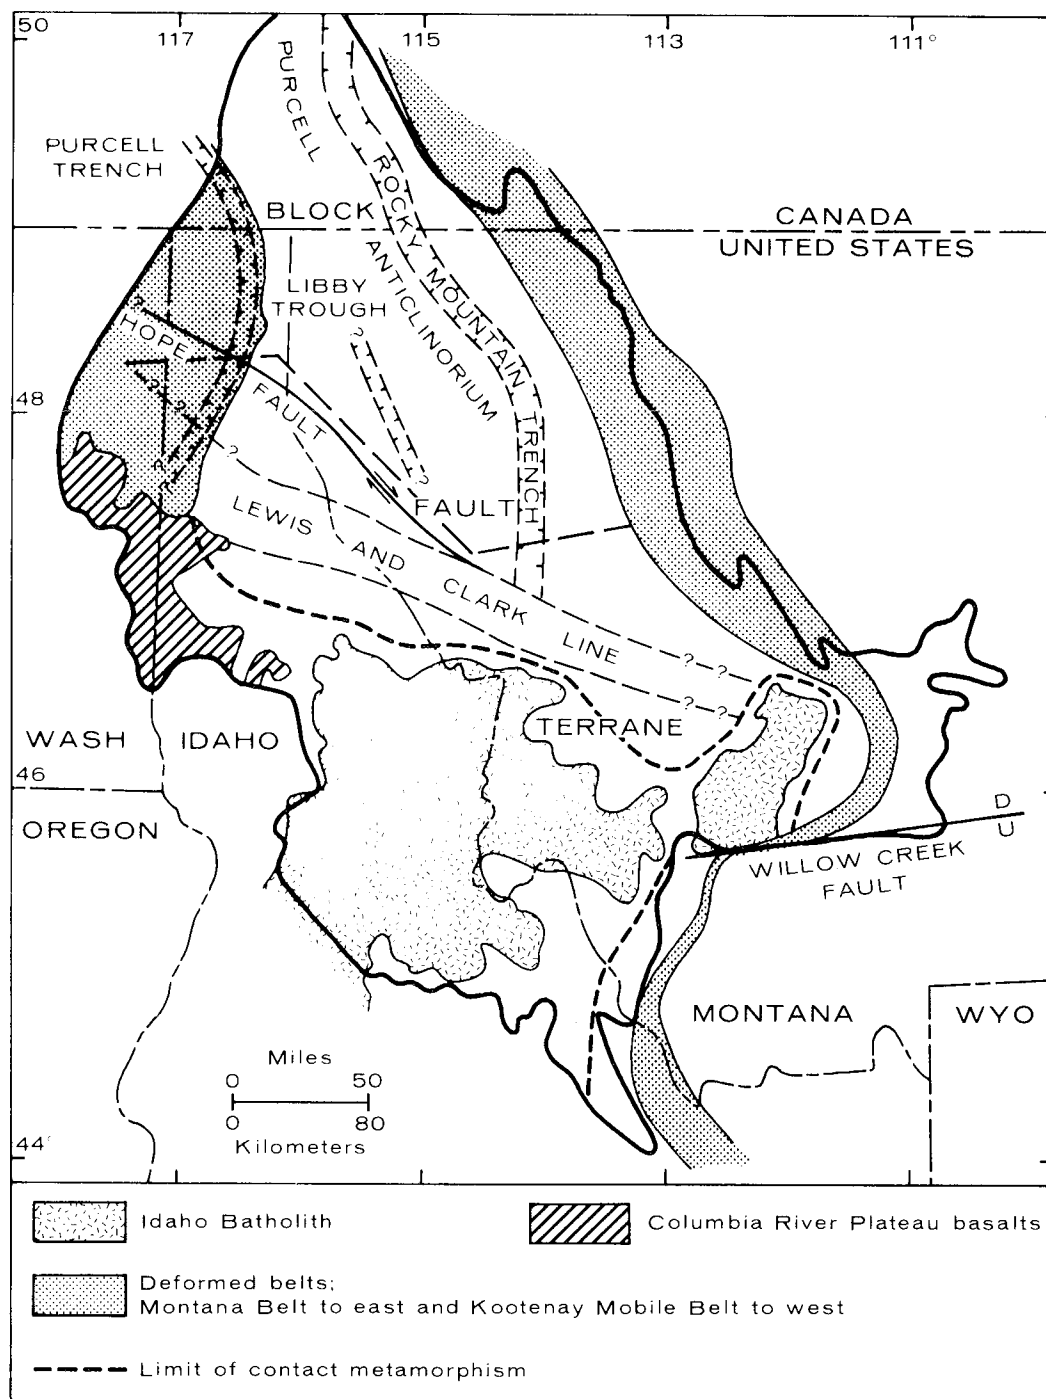 50
117
115
113
111°
PURCELL
PURCELL
TRENCH
ROCKY MOUNTAIN TRENCH
BLOCK
CANADA
UNITED STATES
ANTICLINORIUM
LIBBY
TROUGH
?
HOPE
FAULT
?
?
?
48
?
?
?
FAULT
LEWIS AND CLARK LINE
?
?
?
?
?
TERRANE
WASH
IDAHO
46
OREGON
D
U
WILLOW CREEK
FAULT
MONTANA
WYO
Miles
0 50
0 80
Kilometers
44°
Idaho Batholith
Columbia River Plateau basalts
Deformed belts;
Montana Belt to east and Kootenay Mobile Belt to west
Limit of contact metamorphism